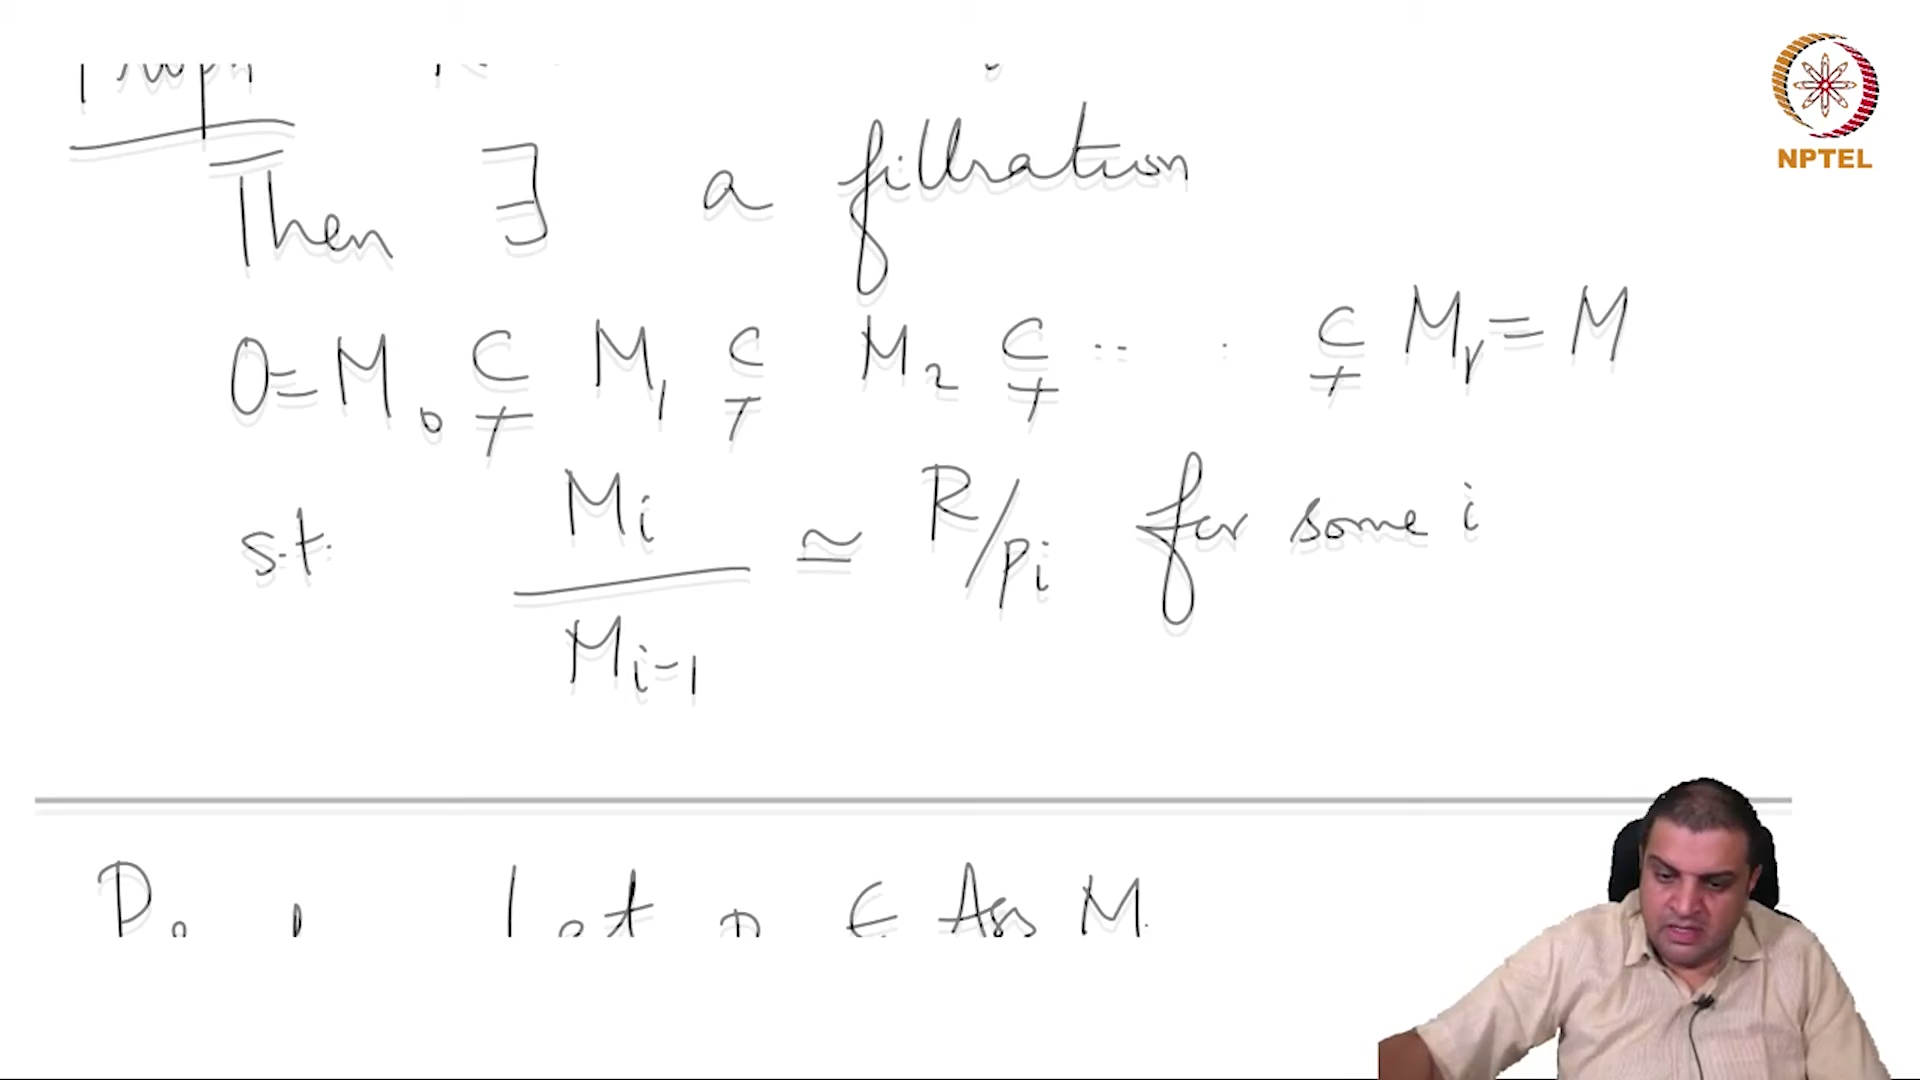 NPTEL
Then ∃ a filtration
0 = M₀ ⊊ M₁ ⊊ M₂ ⊊ ·· · ⊊ Mᵣ = M
s.t. Mᵢ / Mᵢ₋₁ ≃ R/pᵢ for some i
Let p ∈ Ass M.